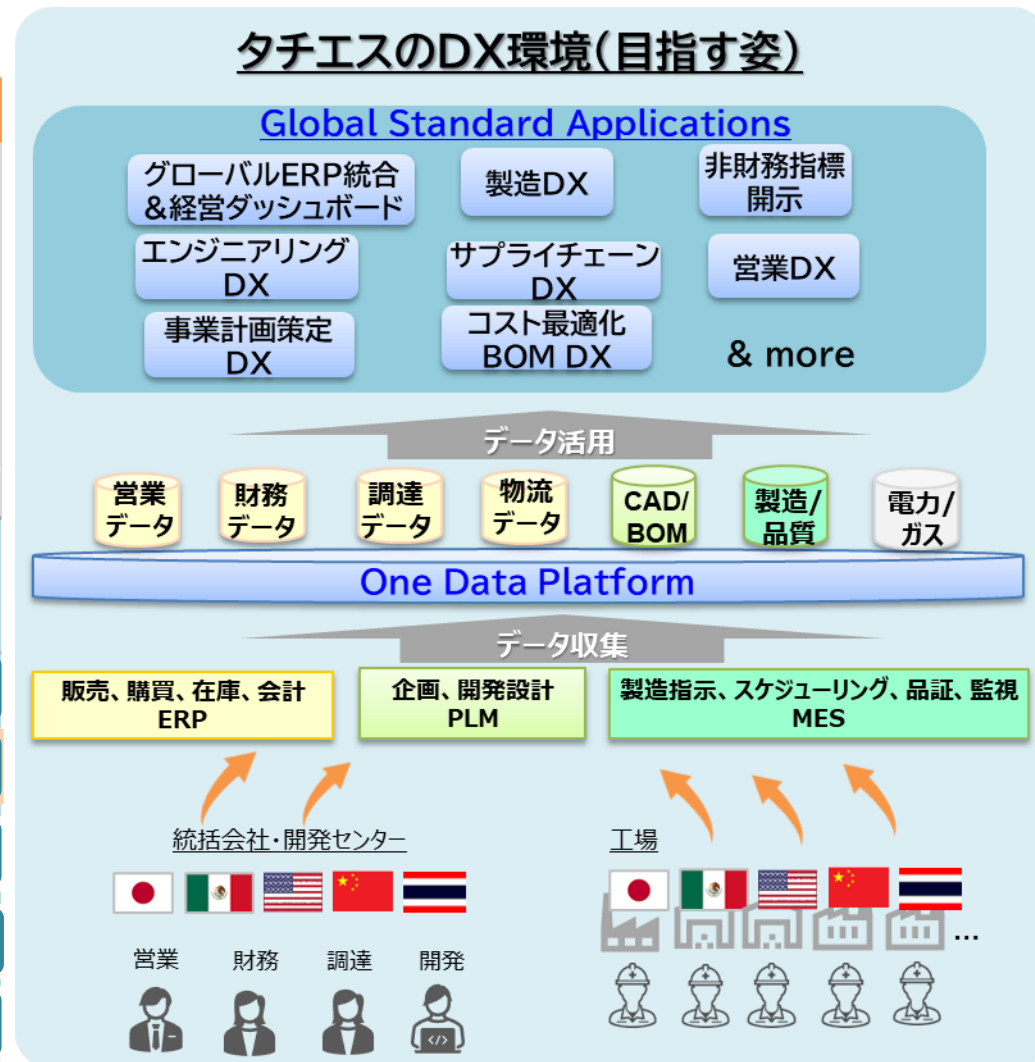 タチエスのDX環境(目指す姿)
Global Standard Applications
グローバルERP統合
&経営ダッシュボード
製造DX
非財務指標
開示
エンジニアリング
DX
サプライチェーン
DX
営業DX
事業計画策定
DX
コスト最適化
BOM DX
& more
データ活用
営業
データ
財務
データ
調達
データ
物流
データ
CAD/
BOM
製造/
品質
電力/
ガス
One Data Platform
データ収集
販売、購買、在庫、会計
ERP
企画、開発設計
PLM
製造指示、スケジューリング、品証、監視
MES
統括会社・開発センター
工場
...
営業
財務
調達
開発